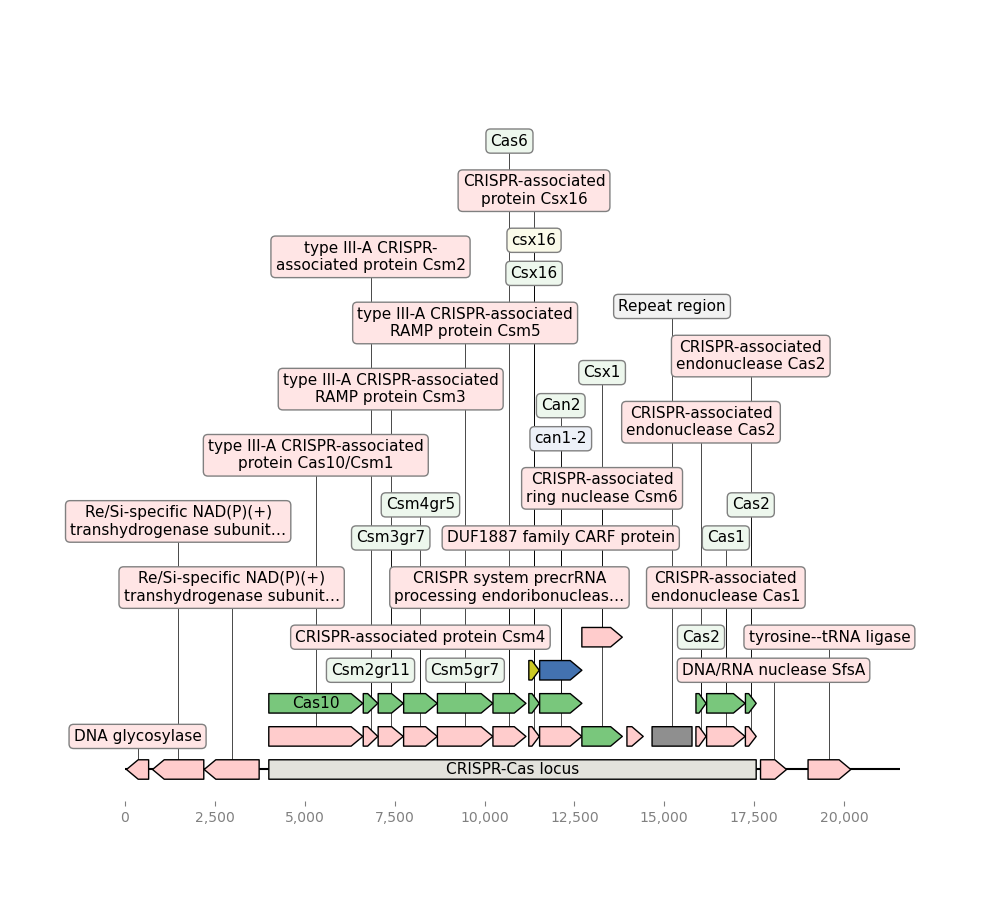 Cas6
CRISPR-associated
protein Csx16
csx16
type III-A CRISPR-
associated protein Csm2
Csx16
Repeat region
type III-A CRISPR-associated
RAMP protein Csm5
CRISPR-associated
endonuclease Cas2
Csx1
type III-A CRISPR-associated
RAMP protein Csm3
Can2
CRISPR-associated
endonuclease Cas2
can1-2
type III-A CRISPR-associated
protein Cas10/Csm1
CRISPR-associated
ring nuclease Csm6
Csm4gr5
Cas2
Re/Si-specific NAD(P)(+)
transhydrogenase subunit…
Csm3gr7
DUF1887 family CARF protein
Cas1
Re/Si-specific NAD(P)(+)
transhydrogenase subunit…
CRISPR system precrRNA
processing endoribonucleas…
CRISPR-associated
endonuclease Cas1
CRISPR-associated protein Csm4
Cas2
tyrosine--tRNA ligase
Csm2gr11
Csm5gr7
DNA/RNA nuclease SfsA
Cas10
DNA glycosylase
CRISPR-Cas locus
0
2,500
5,000
7,500
10,000
12,500
15,000
17,500
20,000